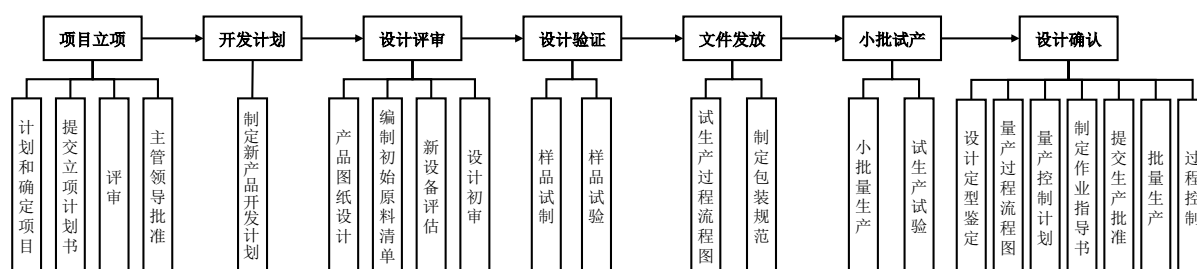 项目立项
开发计划
设计评审
设计验证
文件发放
小批试产
设计确认
计划和确定项目
提交立项计划书
评审
主管领导批准
制定新产品开发计划
产品图纸设计
编制初始原料清单
新设备评估
设计初审
样品试制
样品试验
试生产过程流程图
制定包装规范
小批量生产
试生产试验
设计定型鉴定
量产过程流程图
量产控制计划
制定作业指导书
提交生产批准
批量生产
过程控制